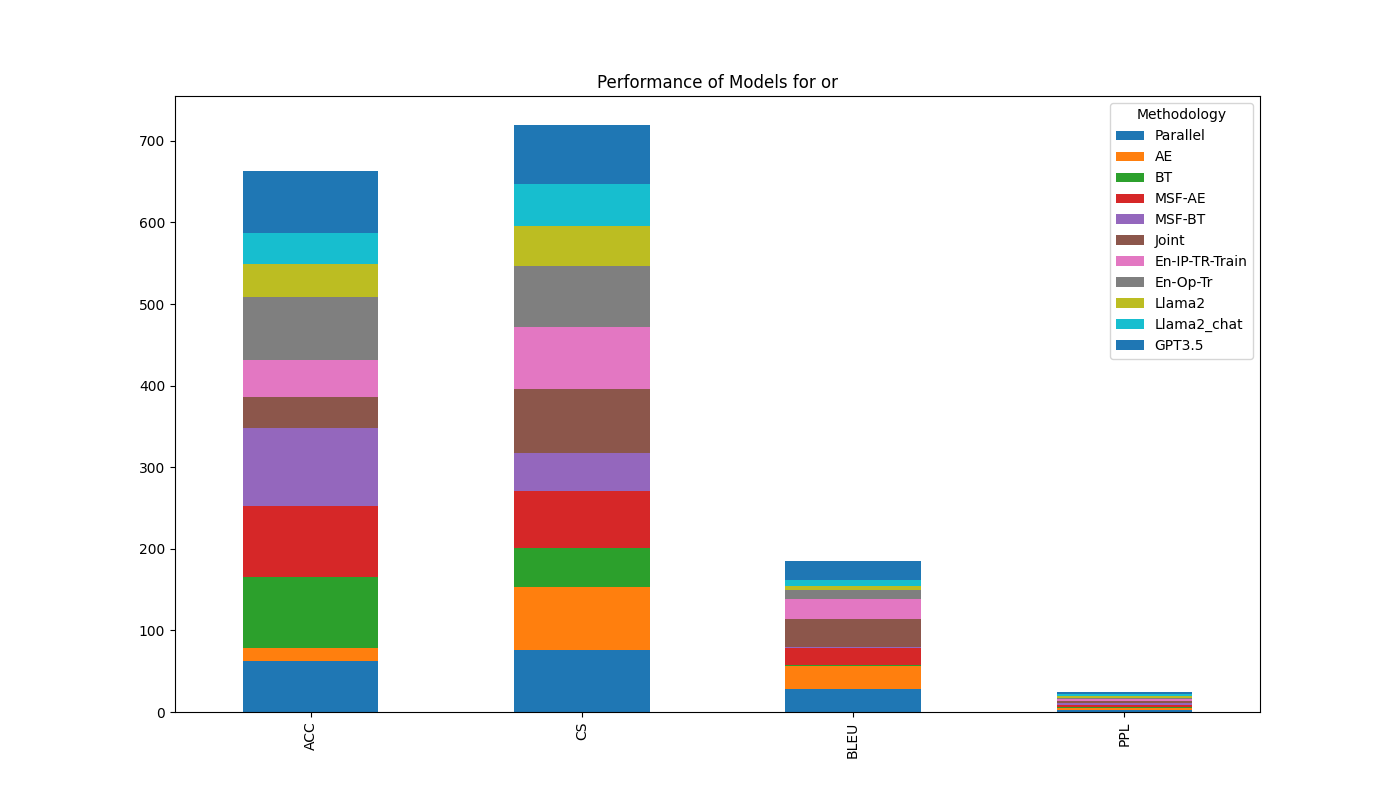 Performance of Models for or
Methodology
Parallel
AE
BT
MSF-AE
MSF-BT
Joint
En-IP-TR-Train
En-Op-Tr
Llama2
Llama2_chat
GPT3.5
700
600
500
400
300
200
100
0
ACC
CS
BLEU
PPL